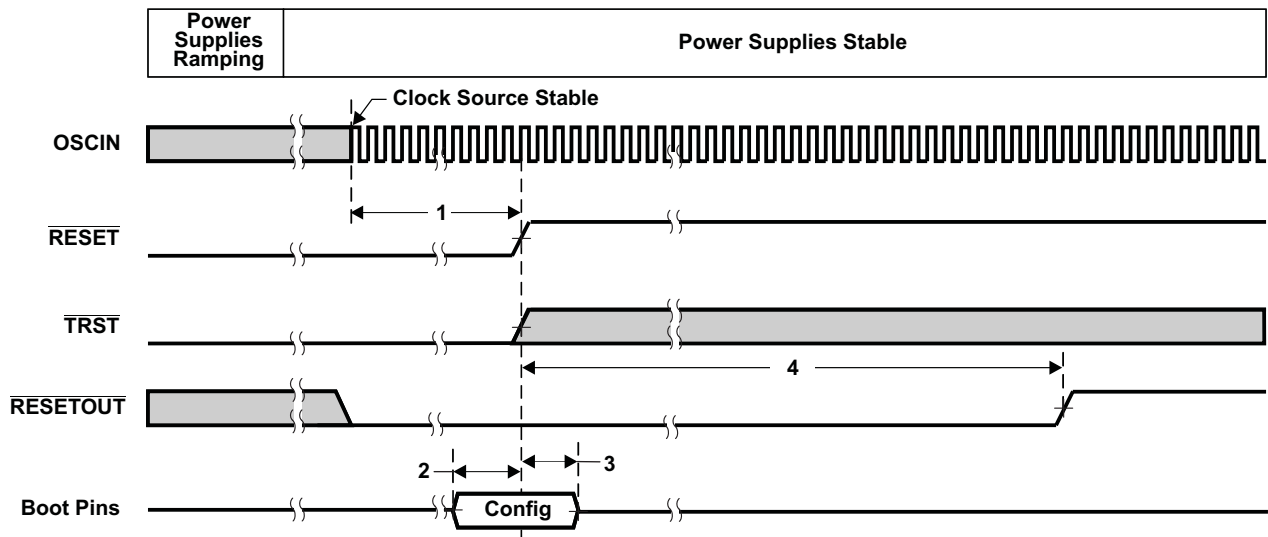 Power
Supplies
Ramping
Power Supplies Stable
Clock Source Stable
OSCIN
1
RESET
TRST
4
RESETOUT
2
3
Boot Pins
Config